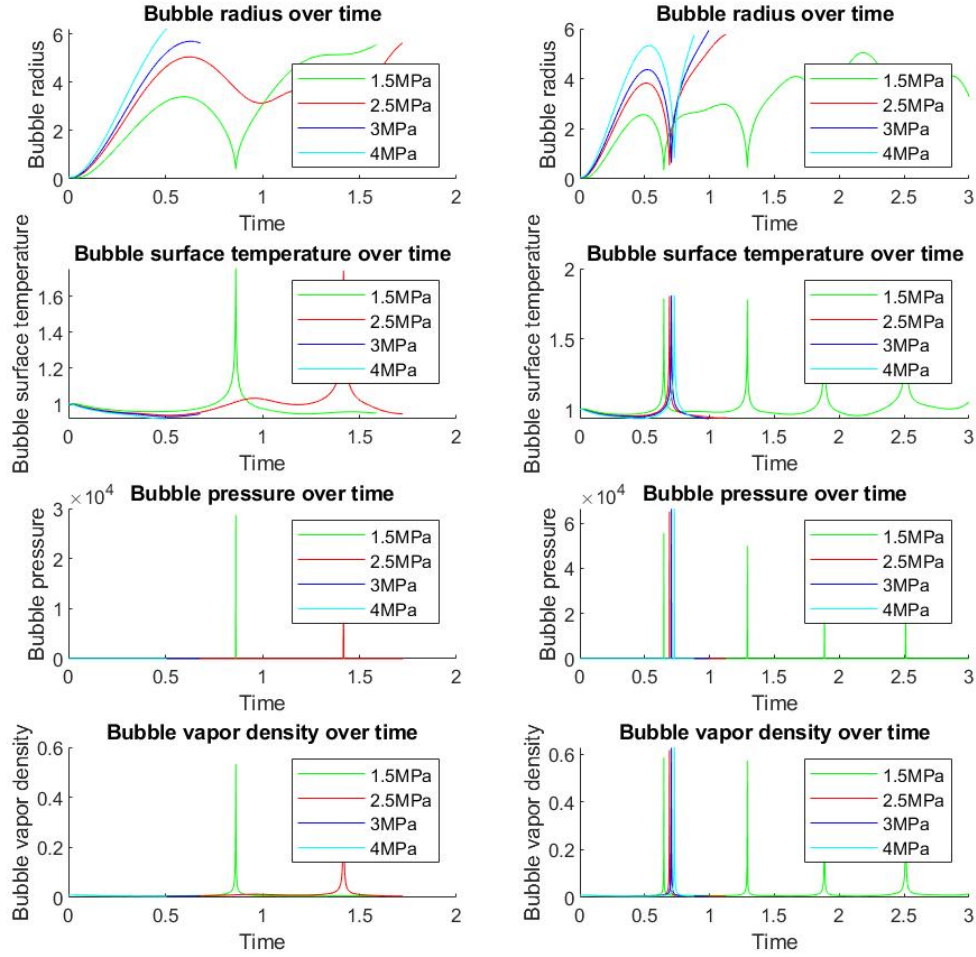 Bubble radius over time
Bubble radius
6
4
2
0
0 0.5 1 1.5 2
Time
1.5MPa
2.5MPa
3MPa
4MPa
Bubble radius over time
Bubble radius
6
4
2
0
0 0.5 1 1.5 2 2.5 3
Time
1.5MPa
2.5MPa
3MPa
4MPa
Bubble surface temperature over time
Bubble surface temperature
1.6
1.4
1.2
1
0 0.5 1 1.5 2
Time
1.5MPa
2.5MPa
3MPa
4MPa
Bubble surface temperature over time
Bubble surface temperature
2
1.5
1
0 0.5 1 1.5 2 2.5 3
Time
1.5MPa
2.5MPa
3MPa
4MPa
Bubble pressure over time
×10⁴
Bubble pressure
3
2
1
0
0 0.5 1 1.5 2
Time
1.5MPa
2.5MPa
3MPa
4MPa
Bubble pressure over time
×10⁴
Bubble pressure
6
4
2
0
0 0.5 1 1.5 2 2.5 3
Time
1.5MPa
2.5MPa
3MPa
4MPa
Bubble vapor density over time
Bubble vapor density
0.6
0.4
0.2
0
0 0.5 1 1.5 2
Time
1.5MPa
2.5MPa
3MPa
4MPa
Bubble vapor density over time
Bubble vapor density
0.6
0.4
0.2
0
0 0.5 1 1.5 2 2.5 3
Time
1.5MPa
2.5MPa
3MPa
4MPa